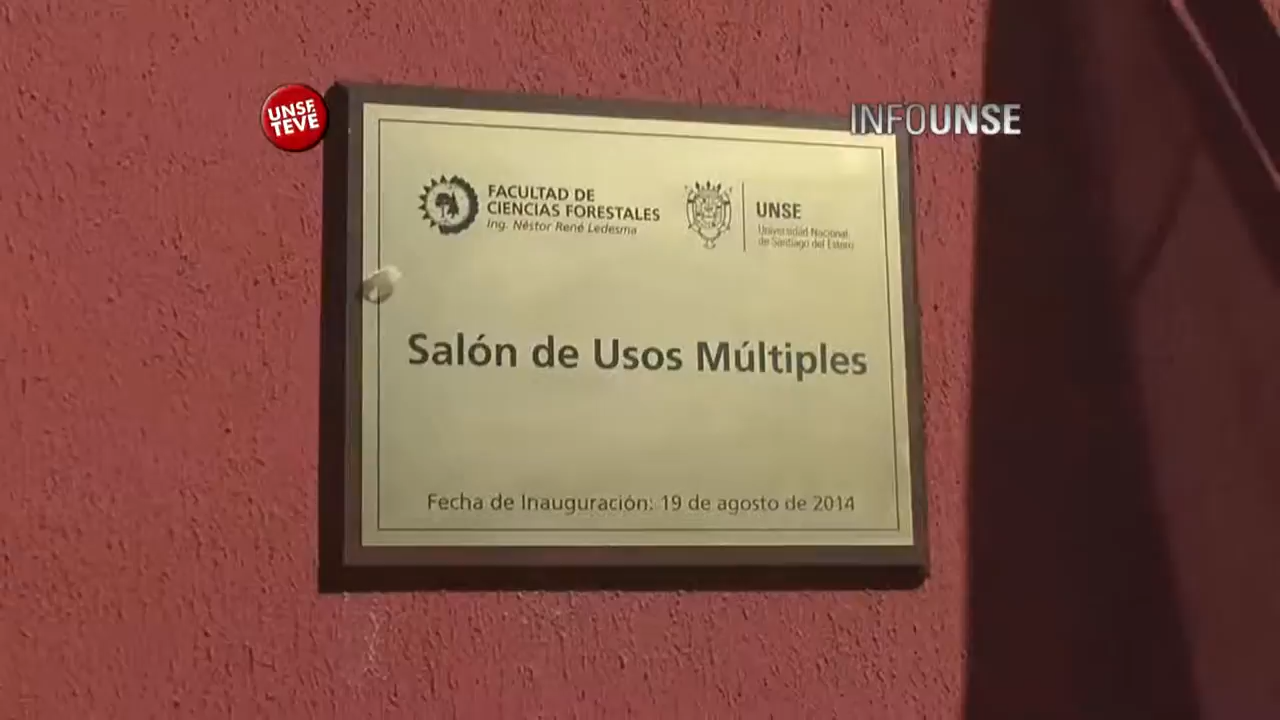 UNSE
TEVE
INFOUNSE
FACULTAD DE
CIENCIAS FORESTALES
Ing. Néstor René Ledesma
UNSE
Universidad Nacional
de Santiago del Estero
Salón de Usos Múltiples
Fecha de Inauguración: 19 de agosto de 2014